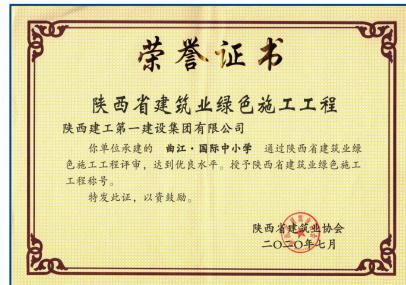 荣誉证书
陕西省建筑业绿色施工工程
陕西建工第一建设集团有限公司
你单位承建的 曲江·国际中小学 通过陕西省建筑业绿
色施工工程评审，达到优良水平。授予陕西省建筑业绿色施工
工程称号。
特发此证，以资鼓励。
陕西省建筑业协会
二〇二〇年七月